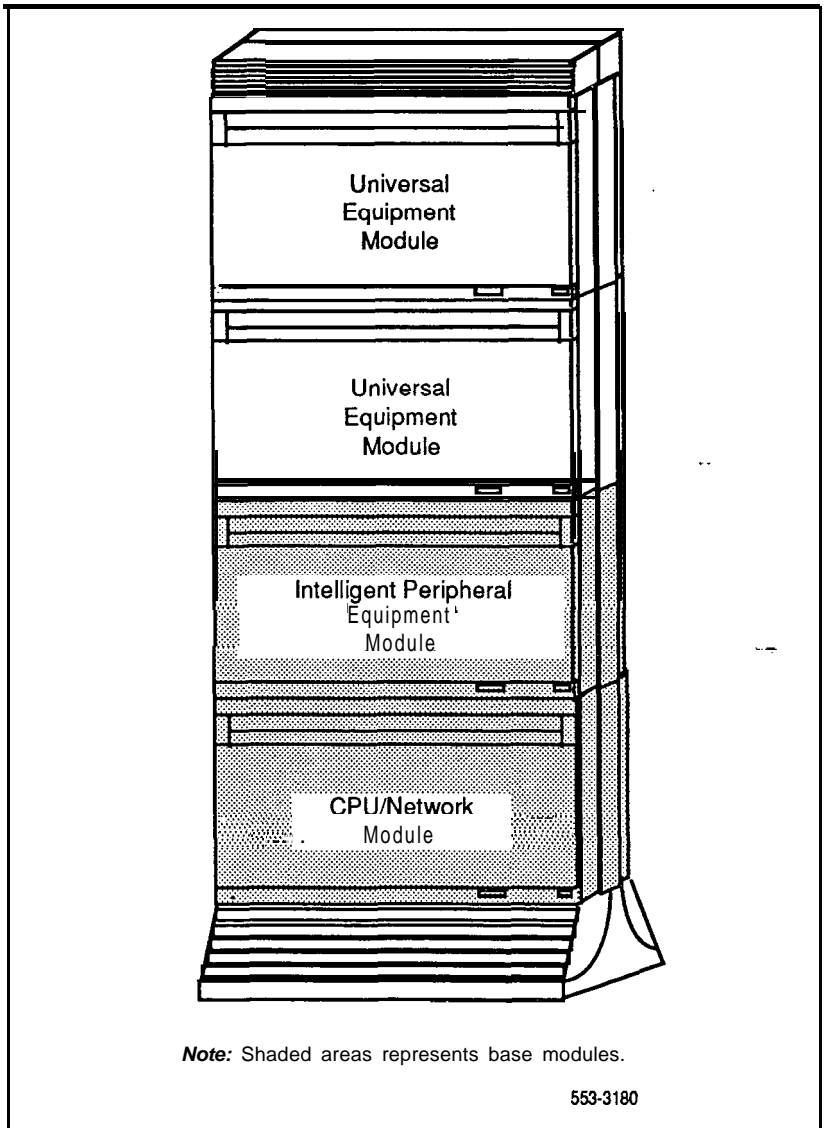 Universal
Equipment
Module
Universal
Equipment
Module
Intelligent Peripheral
Equipment
Module
CPU/Network
Module
Note: Shaded areas represents base modules.
553-3180